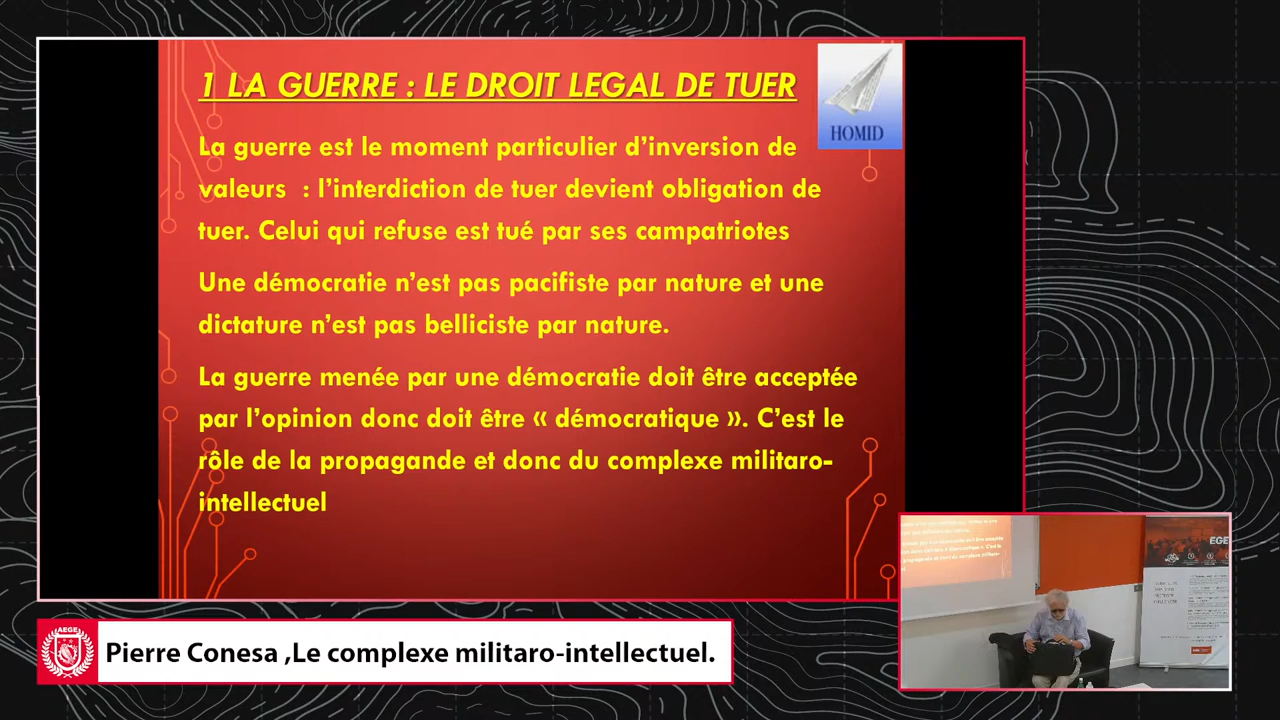 1 LA GUERRE : LE DROIT LEGAL DE TUER
HOMID
La guerre est le moment particulier d’inversion de
valeurs : l’interdiction de tuer devient obligation de
tuer. Celui qui refuse est tué par ses campatriotes
Une démocratie n’est pas pacifiste par nature et une
dictature n’est pas belliciste par nature.
La guerre menée par une démocratie doit être acceptée
par l’opinion donc doit être « démocratique ». C’est le
rôle de la propagande et donc du complexe militaro-
intellectuel
EGE
AEGE
Pierre Conesa ,Le complexe militaro-intellectuel.